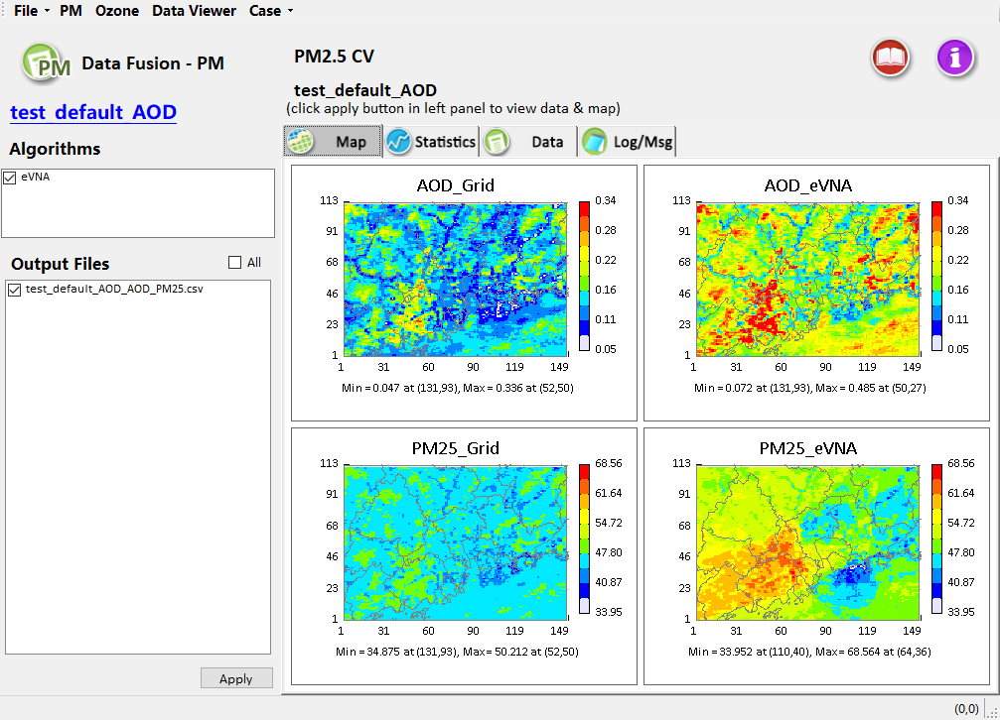 File PM Ozone Data Viewer Case
PM Data Fusion - PM
test_default_AOD
Algorithms
eVNA
Output Files All
test_default_AOD_AOD_PM25.csv
Apply
PM2.5 CV
test_default_AOD
(click apply button in left panel to view data & map)
Map Statistics Data Log/Msg
AOD_Grid
113
91
68
46
23
1
1 31 60 90 119 149
0.34
0.28
0.22
0.16
0.11
0.05
Min = 0.047 at (131,93), Max = 0.336 at (52,50)
AOD_eVNA
113
91
68
46
23
1
1 31 60 90 119 149
0.34
0.28
0.22
0.16
0.11
0.05
Min = 0.072 at (131,93), Max = 0.485 at (50,27)
PM25_Grid
113
91
68
46
23
1
1 31 60 90 119 149
68.56
61.64
54.72
47.80
40.87
33.95
Min = 34.875 at (131,93), Max = 50.212 at (52,50)
PM25_eVNA
113
91
68
46
23
1
1 31 60 90 119 149
68.56
61.64
54.72
47.80
40.87
33.95
Min = 33.952 at (110,40), Max = 68.564 at (64,36)
(0,0)